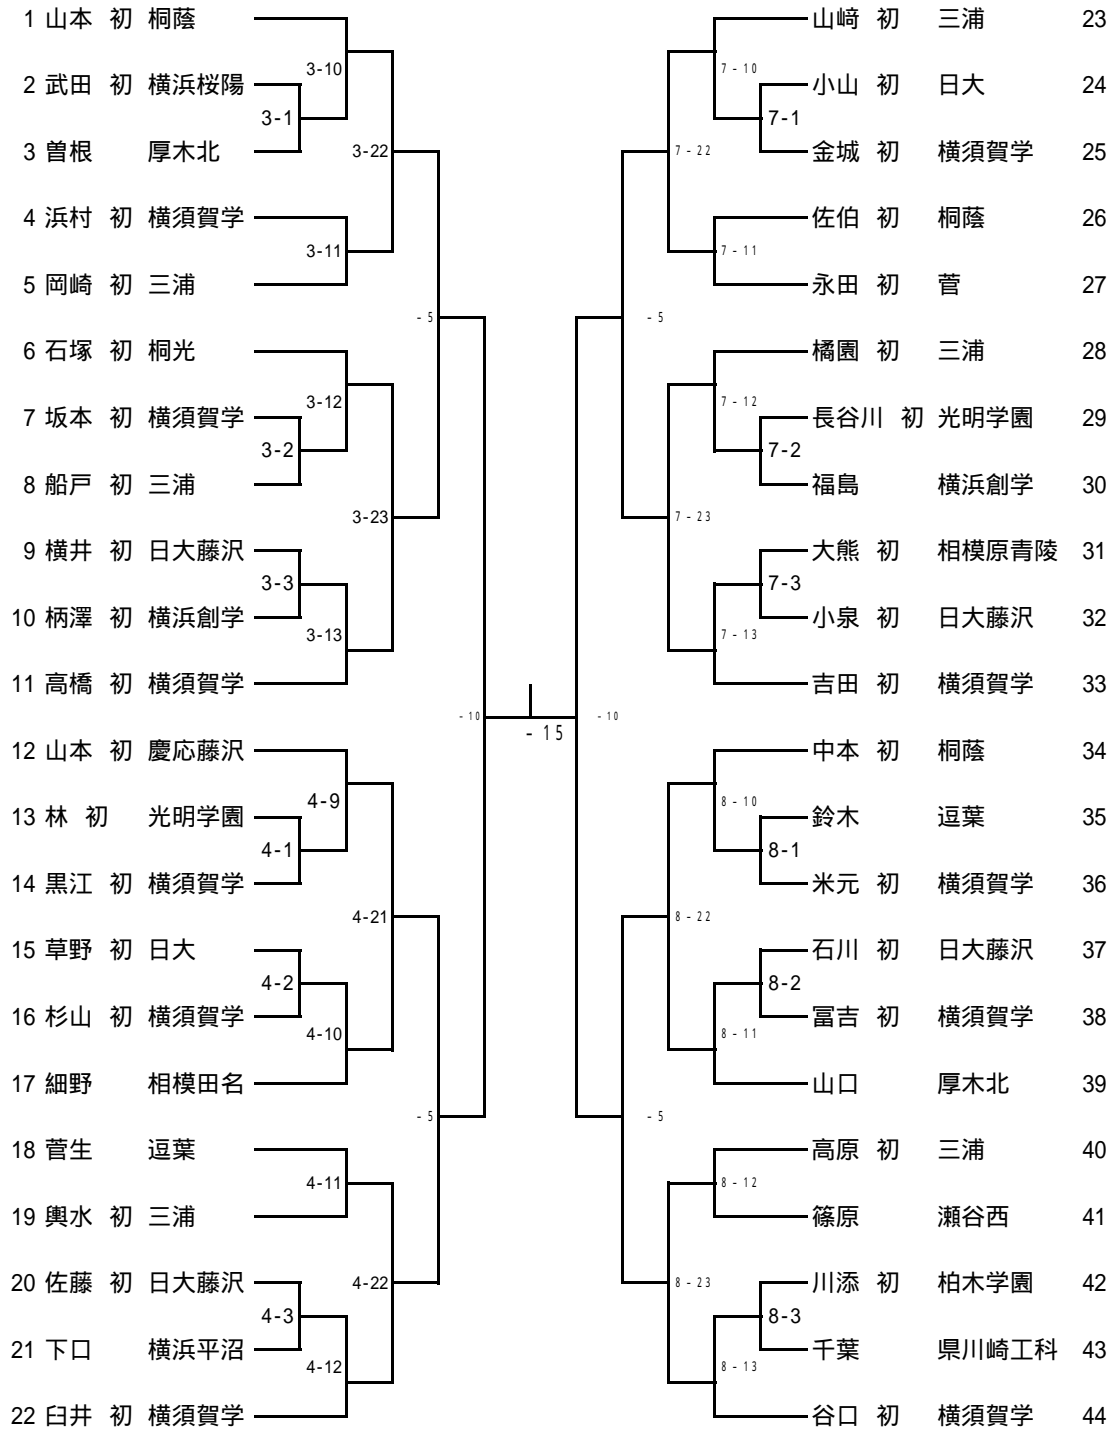 1 山本 初 桐蔭
3-10
2 武田 初 横浜桜陽
3-1
3 曽根 厚木北
3-22
4 浜村 初 横須賀学
3-11
5 岡崎 初 三浦
- 5
6 石塚 初 桐光
3-12
7 坂本 初 横須賀学
3-2
8 船戸 初 三浦
3-23
9 横井 初 日大藤沢
3-3
10 柄澤 初 横浜創学
3-13
11 高橋 初 横須賀学
- 10
12 山本 初 慶応藤沢
4-9
13 林 初 光明学園
4-1
14 黒江 初 横須賀学
4-21
15 草野 初 日大
4-2
16 杉山 初 横須賀学
4-10
17 細野 相模田名
- 5
18 菅生 逗葉
4-11
19 輿水 初 三浦
4-22
20 佐藤 初 日大藤沢
4-3
21 下口 横浜平沼
4-12
22 臼井 初 横須賀学
- 15
山﨑 初 三浦 23
7 - 10
小山 初 日大 24
7-1
金城 初 横須賀学 25
7 - 22
佐伯 初 桐蔭 26
7 - 11
永田 初 菅 27
- 5
橘園 初 三浦 28
7 - 12
長谷川 初 光明学園 29
7-2
福島 横浜創学 30
7 - 23
大熊 初 相模原青陵 31
7-3
小泉 初 日大藤沢 32
7 - 13
吉田 初 横須賀学 33
- 10
中本 初 桐蔭 34
8 - 10
鈴木 逗葉 35
8-1
米元 初 横須賀学 36
8 - 22
石川 初 日大藤沢 37
8-2
冨吉 初 横須賀学 38
8 - 11
山口 厚木北 39
- 5
高原 初 三浦 40
8 - 12
篠原 瀬谷西 41
8 - 23
川添 初 柏木学園 42
8-3
千葉 県川崎工科 43
8 - 13
谷口 初 横須賀学 44